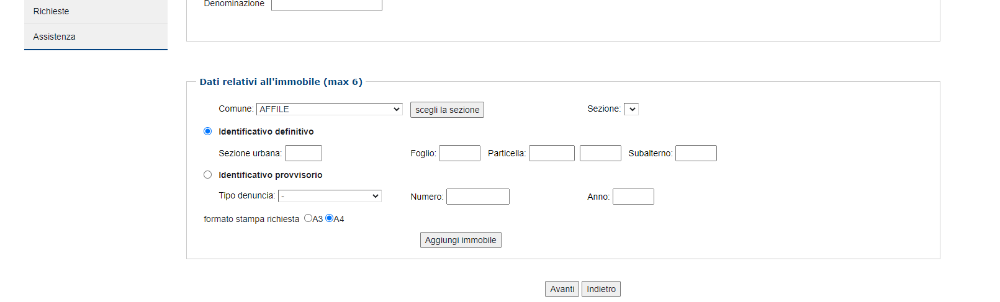 Richieste
Assistenza
Denominazione
Dati relativi all'immobile (max 6)
Comune: AFFILE scegli la sezione Sezione:
Identificativo definitivo
Sezione urbana: Foglio: Particella: Subalterno:
Identificativo provvisorio
Tipo denuncia: - Numero: Anno:
formato stampa richiesta A3 A4
Aggiungi immobile
Avanti Indietro